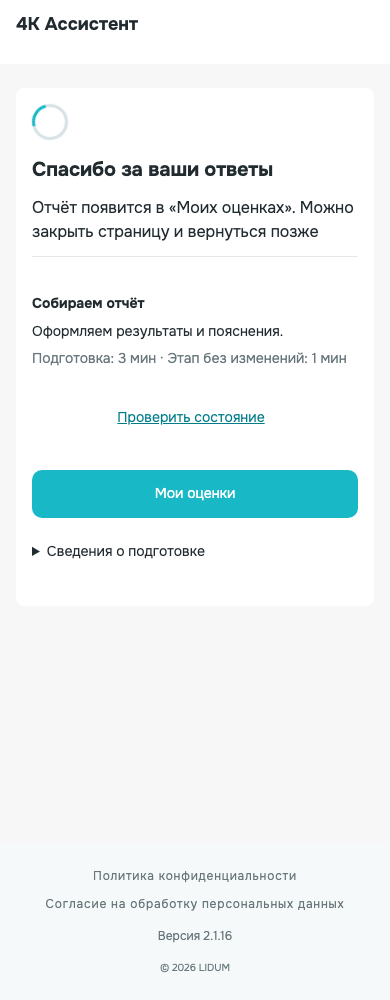 4K Ассистент
Спасибо за ваши ответы
Отчёт появится в «Моих оценках». Можно
закрыть страницу и вернуться позже
Собираем отчёт
Оформляем результаты и пояснения.
Подготовка: 3 мин · Этап без изменений: 1 мин
Проверить состояние
Мои оценки
Сведения о подготовке
Политика конфиденциальности
Согласие на обработку персональных данных
Версия 2.1.16
© 2026 LIDUM